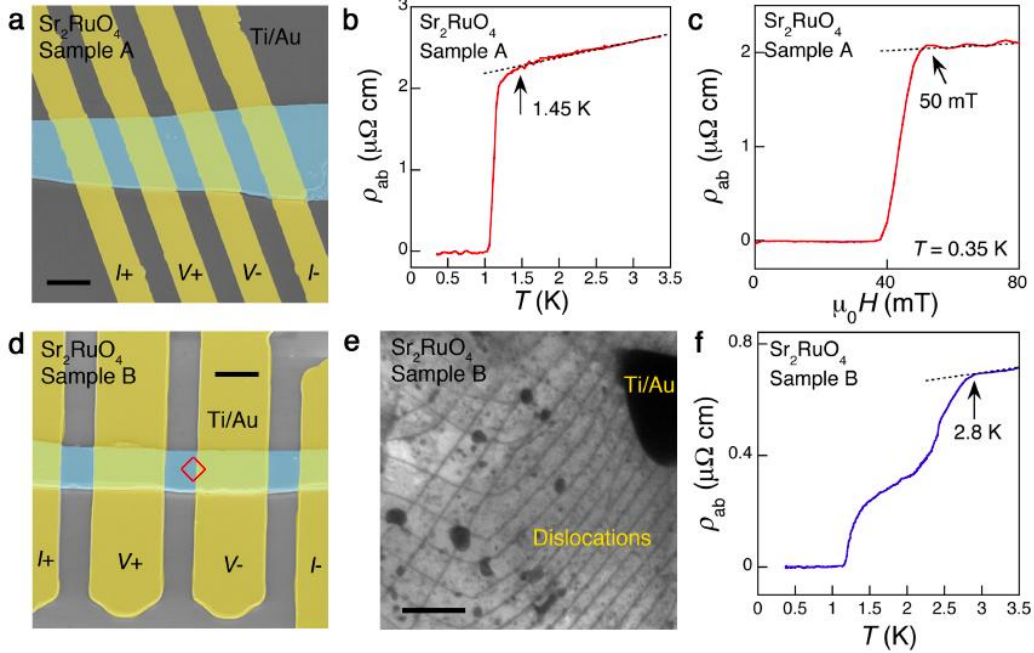 a
Sr₂RuO₄
Sample A
Ti/Au
I+
V+
V-
I-
b
Sr₂RuO₄
Sample A
1.45 K
3
2
1
0
ρab (μΩ cm)
0 0.5 1 1.5 2 2.5 3 3.5
T (K)
c
Sr₂RuO₄
Sample A
50 mT
2
1
0
ρab (μΩ cm)
T = 0.35 K
0 40 80
μ₀H (mT)
d
Sr₂RuO₄
Sample B
Ti/Au
I+
V+
V-
I-
e
Sr₂RuO₄
Sample B
Ti/Au
Dislocations
f
Sr₂RuO₄
Sample B
2.8 K
0.8
0.4
0
ρab (μΩ cm)
0 0.5 1 1.5 2 2.5 3 3.5
T (K)